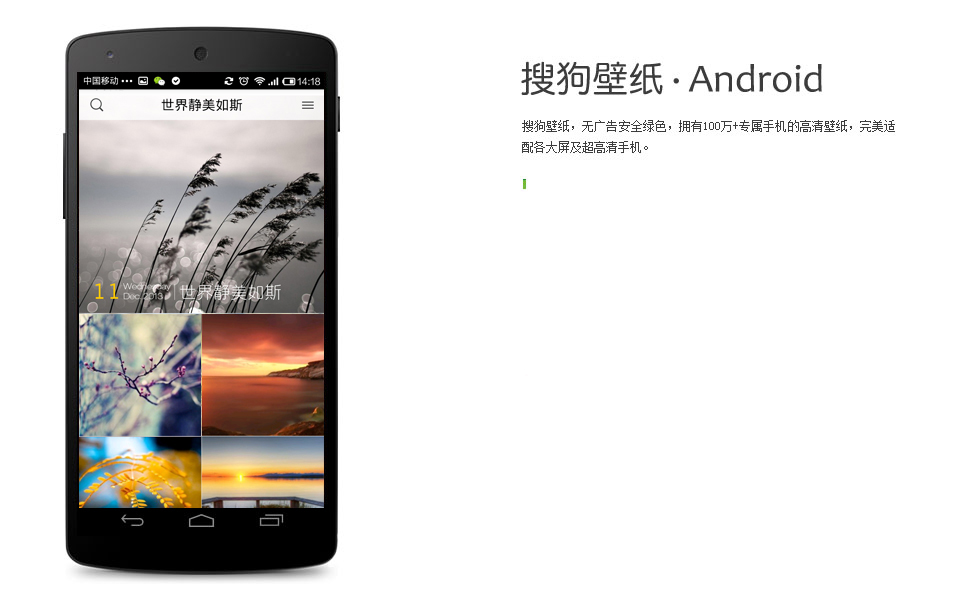 中国移动 14:18
世界静美如斯
11 Wednesday
Dec.2013
世界静美如斯
搜狗壁纸·Android
搜狗壁纸，无广告安全绿色，拥有100万+专属手机的高清壁纸，完美适
配各大屏及超高清手机。